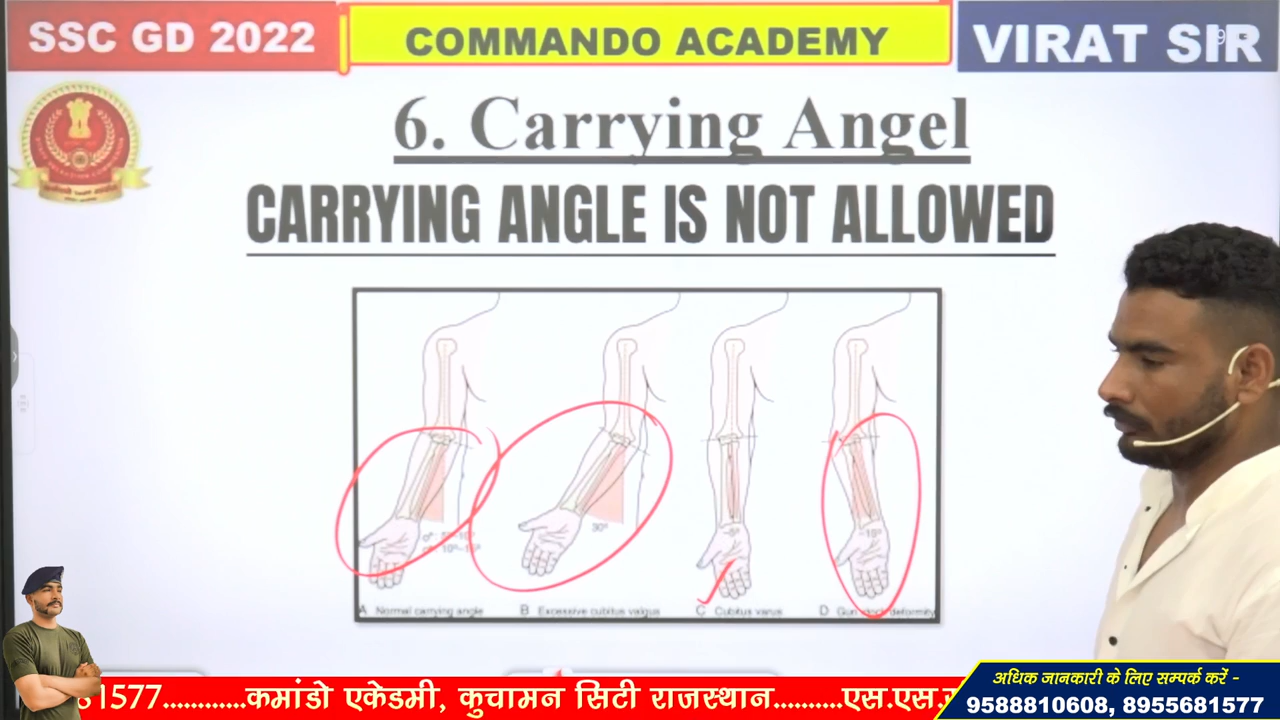 SSC GD 2022
COMMANDO ACADEMY
VIRAT SIR
6. Carrying Angel
CARRYING ANGLE IS NOT ALLOWED
30°
A Normal carrying angle
B Excessive cubitus valgus
C Cubitus varus
D Gun stock deformity
1577............कमांडो एकेडमी, कुचामन सिटी राजस्थान..........एस.एस.
अधिक जानकारी के लिए सम्पर्क करें -
9588810608, 8955681577